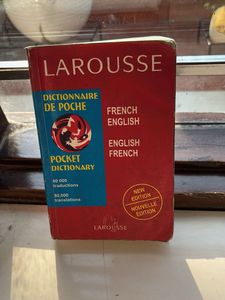 LAROUSSE
DICTIONNAIRE
DE POCHE
FRENCH
ENGLISH
ENGLISH
FRENCH
POCKET
DICTIONARY
80 000
traductions
80,000
translations
NEW
EDITION
NOUVELLE
ÉDITION
LAROUSSE